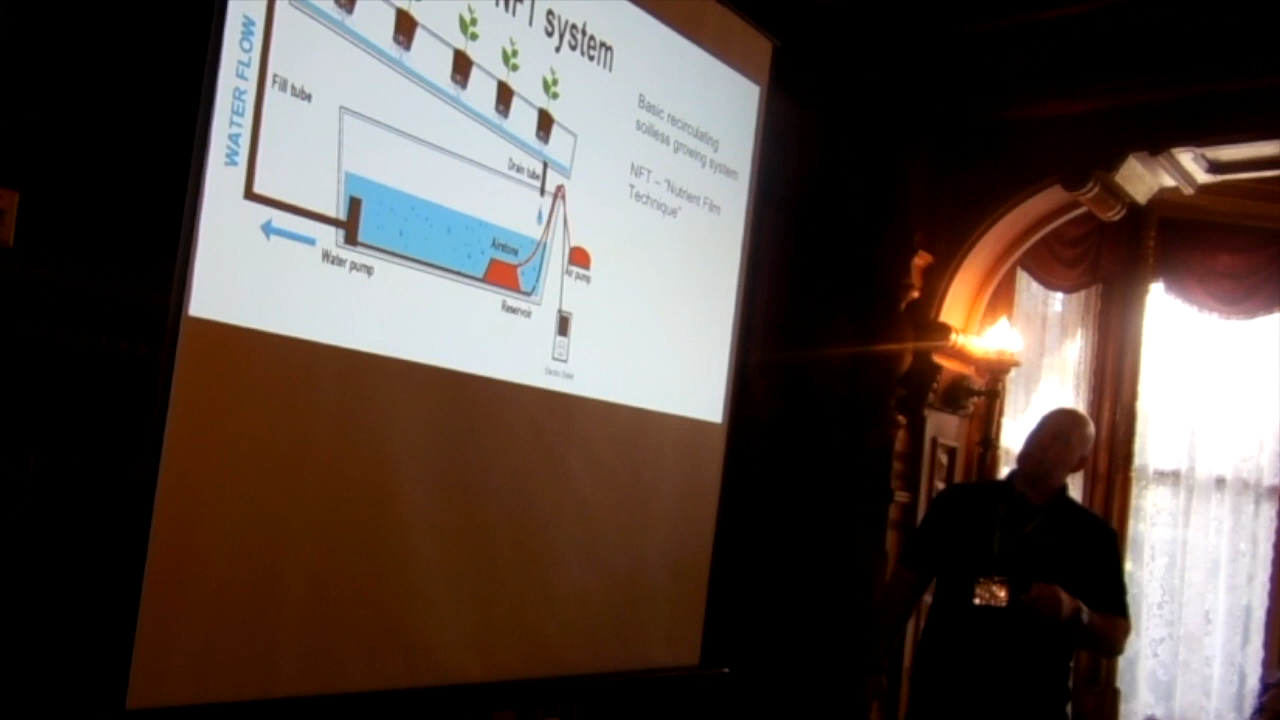 NFT system
WATER FLOW
Fill tube
Drain tube
Airstone
Air pump
Water pump
Reservoir
Basic recirculating
soilless growing system
NFT – "Nutrient Film
Technique"